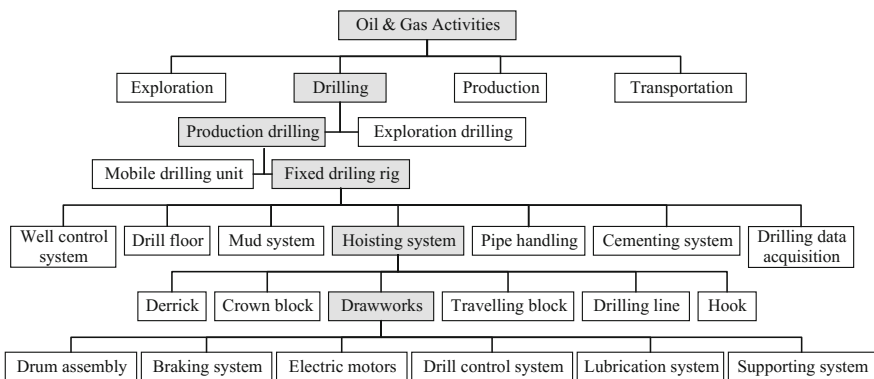 Oil & Gas Activities
Exploration
Drilling
Production
Transportation
Production drilling
Exploration drilling
Mobile drilling unit
Fixed driling rig
Well control
system
Drill floor
Mud system
Hoisting system
Pipe handling
Cementing system
Drilling data
acquisition
Derrick
Crown block
Drawworks
Travelling block
Drilling line
Hook
Drum assembly
Braking system
Electric motors
Drill control system
Lubrication system
Supporting system